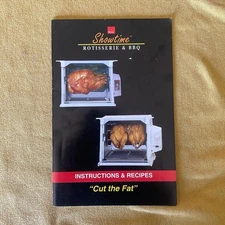 Showtime
ROTISSERIE & BBQ
INSTRUCTIONS & RECIPES
"Cut the Fat"